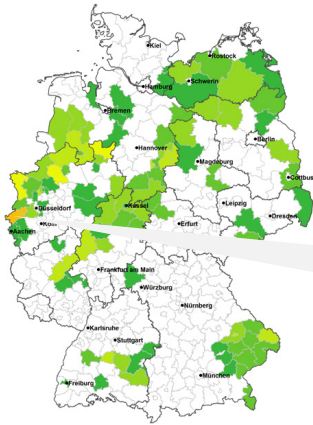 Kiel
Rostock
Schwerin
Hamburg
Bremen
Berlin
Hannover
Magdeburg
Cottbus
Düsseldorf
Kassel
Leipzig
Dresden
Köln
Erfurt
Aachen
Frankfurt am Main
Würzburg
Nürnberg
Karlsruhe
Stuttgart
München
Freiburg